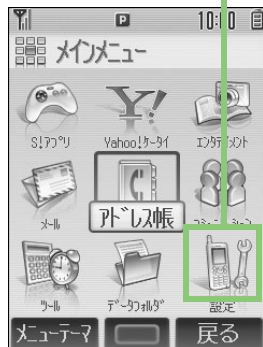 P 10:00
メインメニュー
S!アプリ Yahoo!ケータイ エンタテイメント
メール アドレス帳 コミュニケーション
ツール データフォルダ 設定
メニューテーマ 戻る